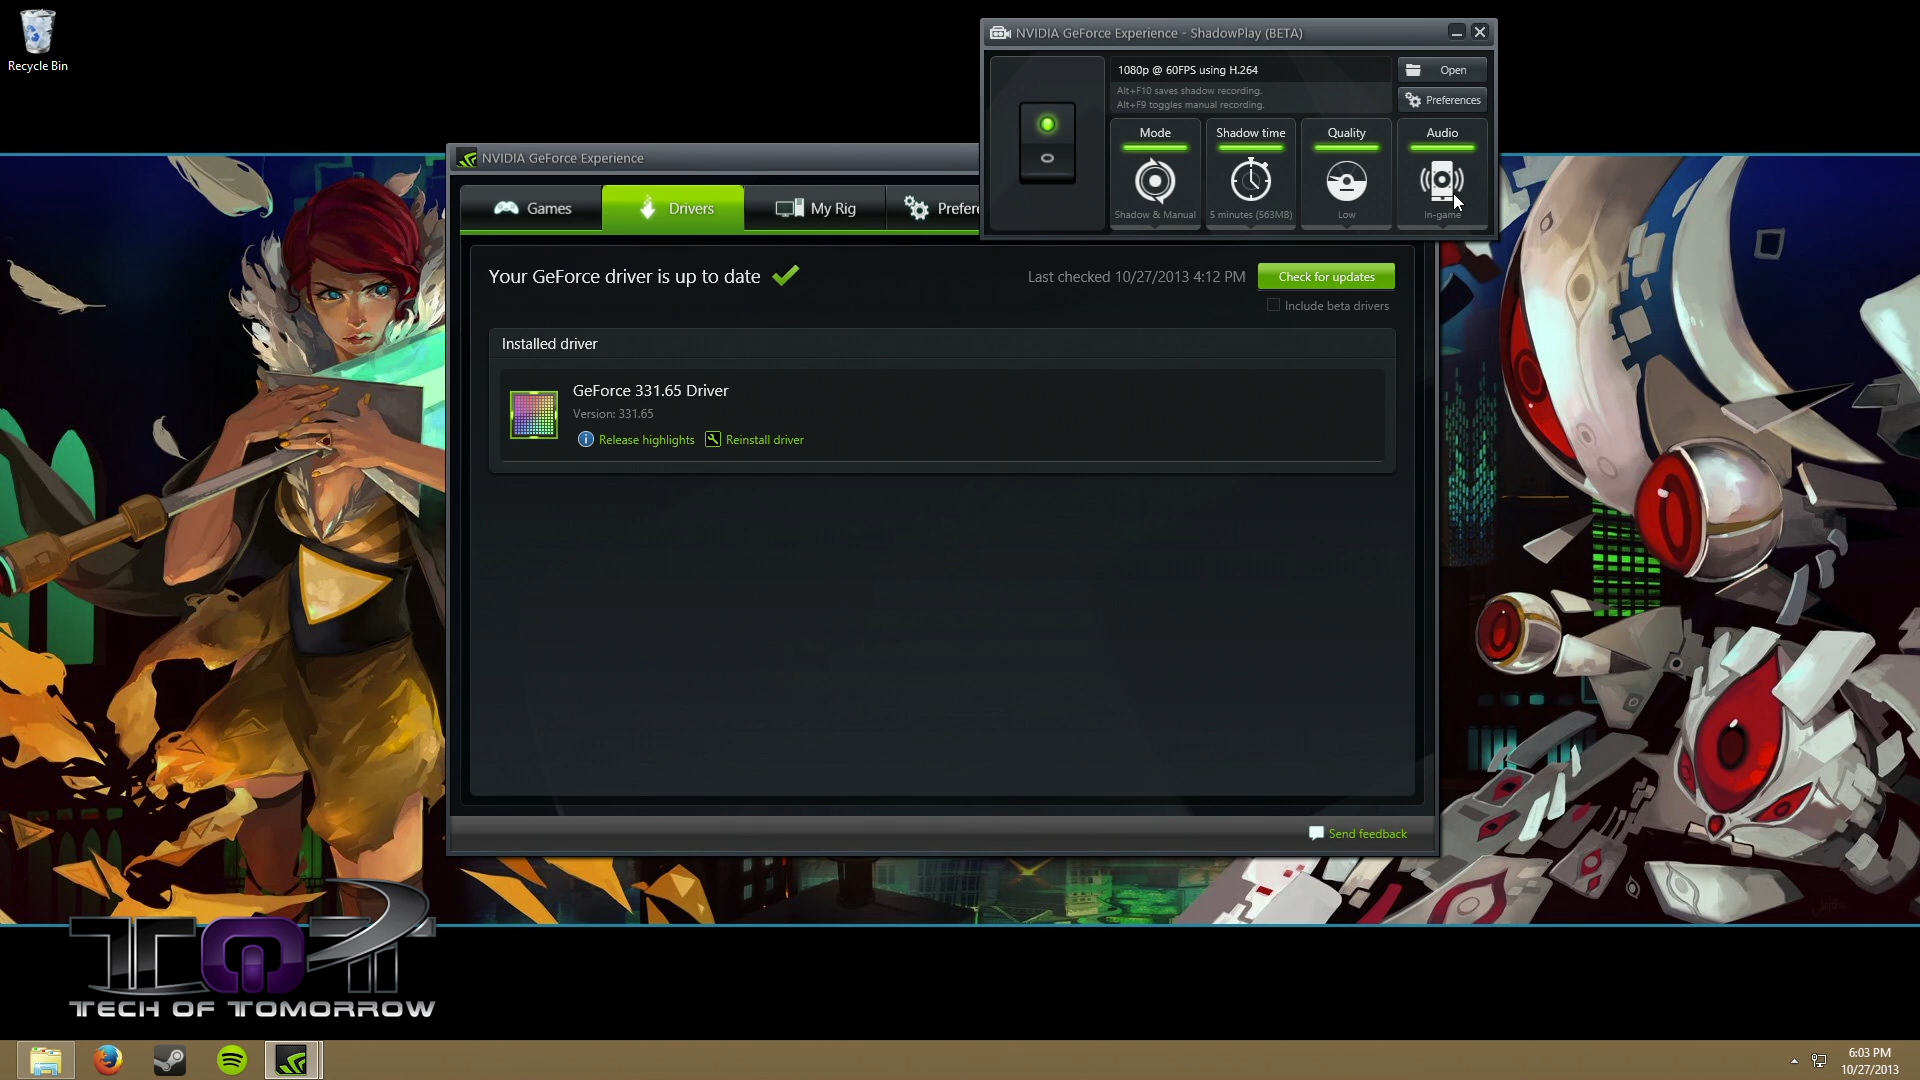 Recycle Bin
NVIDIA GeForce Experience - ShadowPlay (BETA)
1080p @ 60FPS using H.264
Open
Alt+F10 saves shadow recording.
Alt+F9 toggles manual recording.
Preferences
Mode
Shadow time
Quality
Audio
Shadow & Manual
5 minutes (563MB)
Low
In-game
NVIDIA GeForce Experience
Games
Drivers
My Rig
Prefere
Your GeForce driver is up to date
Last checked 10/27/2013 4:12 PM
Check for updates
Include beta drivers
Installed driver
GeForce 331.65 Driver
Version: 331.65
Release highlights
Reinstall driver
Send feedback
TOT
TECH OF TOMORROW
6:03 PM
10/27/2013